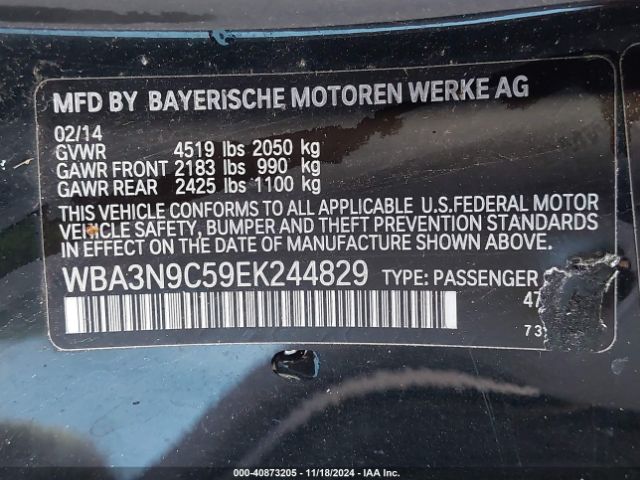 MFD BY BAYERISCHE MOTOREN WERKE AG
02/14
GVWR 4519 lbs 2050 kg
GAWR FRONT 2183 lbs 990 kg
GAWR REAR 2425 lbs 1100 kg
THIS VEHICLE CONFORMS TO ALL APPLICABLE U.S.FEDERAL MOTOR
VEHICLE SAFETY, BUMPER AND THEFT PREVENTION STANDARDS
IN EFFECT ON THE DATE OF MANUFACTURE SHOWN ABOVE.
WBA3N9C59EK244829 TYPE: PASSENGER
47
73
000-40873205 - 11/18/2024 - IAA Inc.